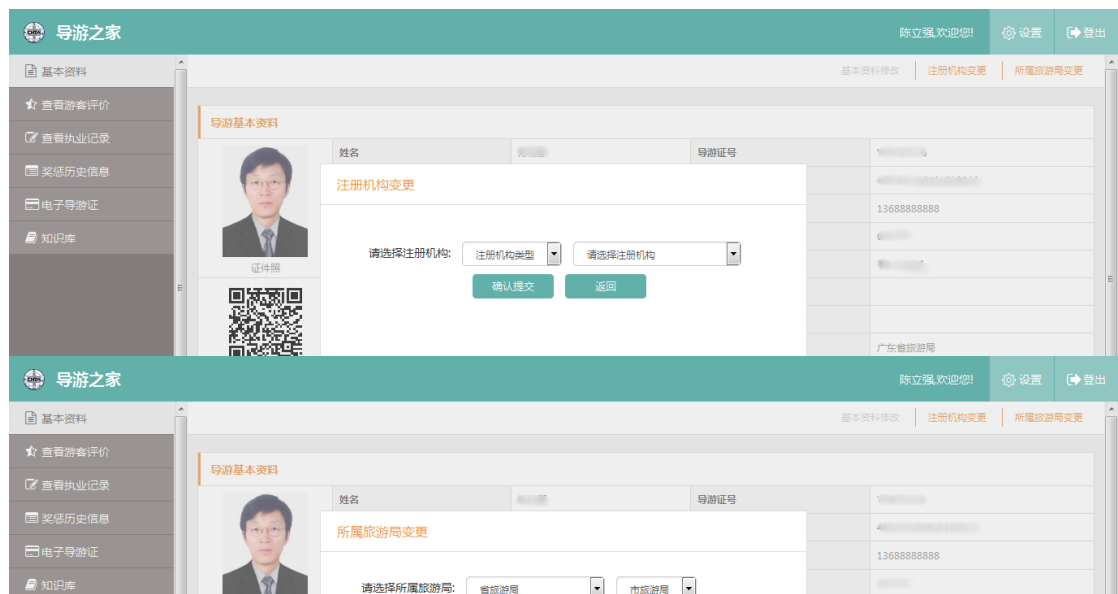 导游之家 陈立强,欢迎您! 设置 登出
基本资料 基本资料修改 注册机构变更 所属旅游局变更
查看游客评价
导游基本资料
查看执业记录
姓名 导游证号
奖惩历史信息
注册机构变更
电子导游证
13688888888
知识库
请选择注册机构: 注册机构类型 请选择注册机构
证件照
确认提交 返回
广东省旅游局
导游之家 陈立强,欢迎您! 设置 登出
基本资料 基本资料修改 注册机构变更 所属旅游局变更
查看游客评价
导游基本资料
查看执业记录
姓名 导游证号
奖惩历史信息
所属旅游局变更
电子导游证
13688888888
知识库
请选择所属旅游局: 省旅游局 市旅游局